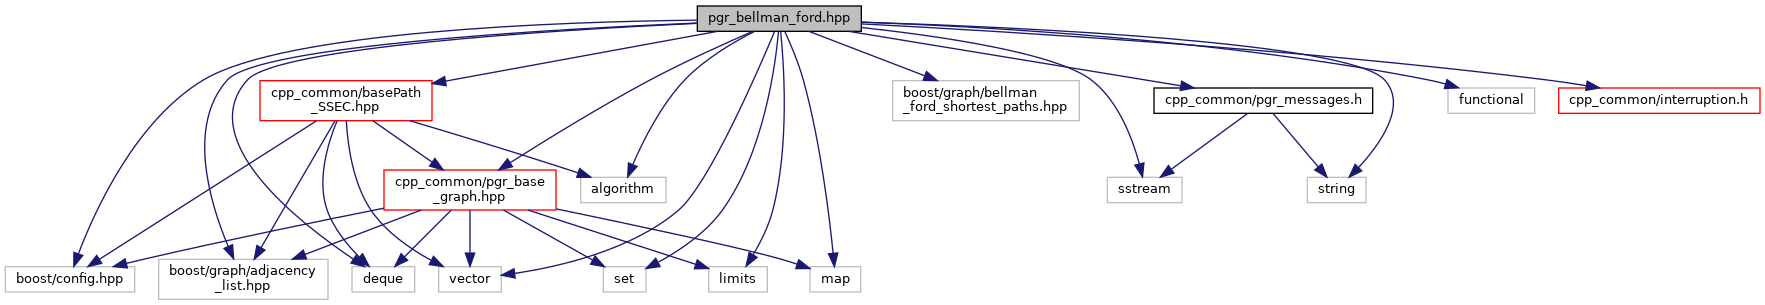 pgr_bellman_ford.hpp
cpp_common/basePath
_SSEC.hpp
boost/graph/bellman
_ford_shortest_paths.hpp
cpp_common/pgr_messages.h
functional
cpp_common/interruption.h
cpp_common/pgr_base
_graph.hpp
algorithm
sstream
string
boost/config.hpp
boost/graph/adjacency
_list.hpp
deque
vector
set
limits
map